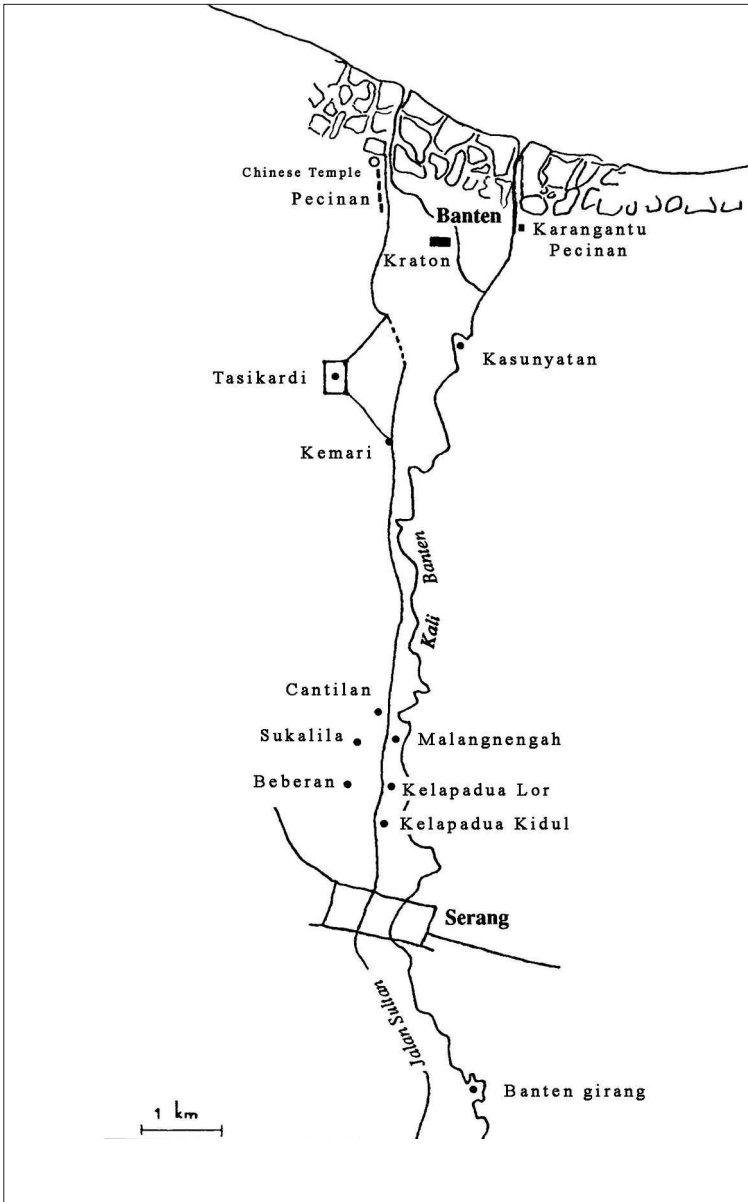 Chinese Temple
Pecinan
Banten
Karangantu
Pecinan
Kraton
Kasunyatan
Tasikardi
Kemari
Kali Banten
Cantilan
Sukalila
Malangnengah
Beberan
Kelapadua Lor
Kelapadua Kidul
Serang
Jalan Sultan
Banten girang
1 km